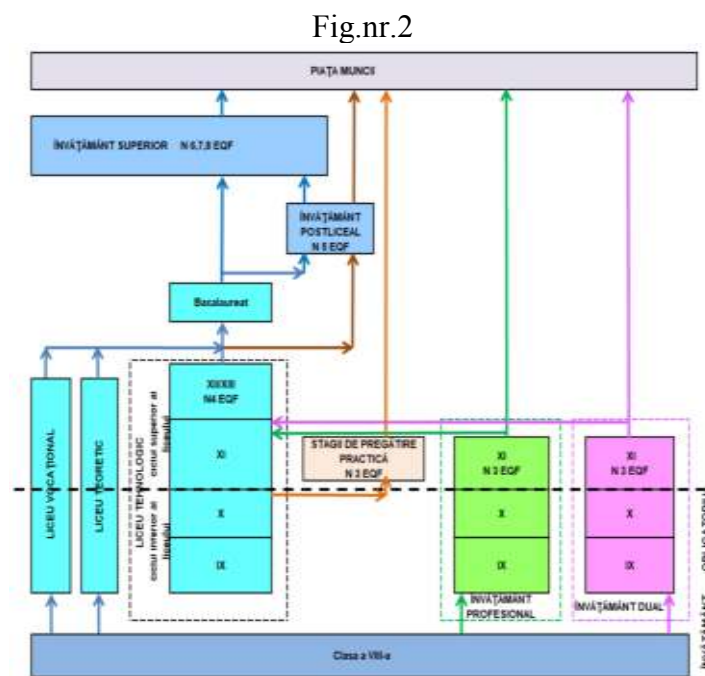 Fig.nr.2
PIAȚA MUNCII
ÎNVĂȚĂMÂNT SUPERIOR N 6,7,8 EQF
ÎNVĂȚĂMÂNT
POSTLICEAL
N 5 EQF
Bacalaureat
LICEU VOCAȚIONAL
LICEU TEORETIC
LICEU TEHNOLOGIC
ciclul inferior al
liceului
ciclul superior al
liceului
XII/XIII
N4 EQF
XI
X
IX
STAGII DE PREGĂTIRE
PRACTICĂ
N 3 EQF
XI
N 3 EQF
X
IX
ÎNVĂȚĂMÂNT
PROFESIONAL
XI
N 3 EQF
X
IX
ÎNVĂȚĂMÂNT DUAL
ÎNVĂȚĂMÂNT OBLIGATORIU
Clasa a VIII-a